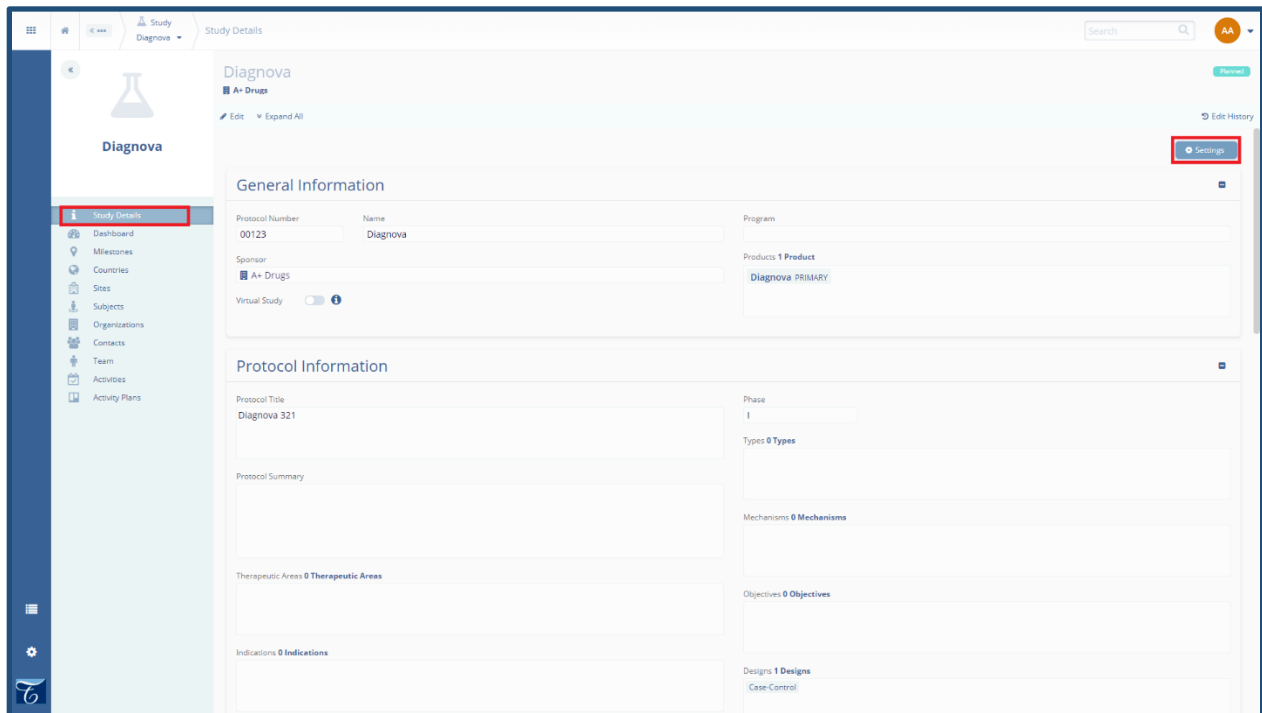 Study
Diagnova
Study Details
Search
AA
Diagnova
Diagnova
A+ Drugs
Planned
Edit
Expand All
Edit History
Settings
Study Details
Dashboard
Milestones
Countries
Sites
Subjects
Organizations
Contacts
Team
Activities
Activity Plans
General Information
Protocol Number
Name
Program
00123
Diagnova
Sponsor
Products 1 Product
A+ Drugs
Diagnova PRIMARY
Virtual Study
Protocol Information
Protocol Title
Phase
Diagnova 321
I
Types 0 Types
Protocol Summary
Mechanisms 0 Mechanisms
Therapeutic Areas 0 Therapeutic Areas
Objectives 0 Objectives
Indications 0 Indications
Designs 1 Designs
Case-Control